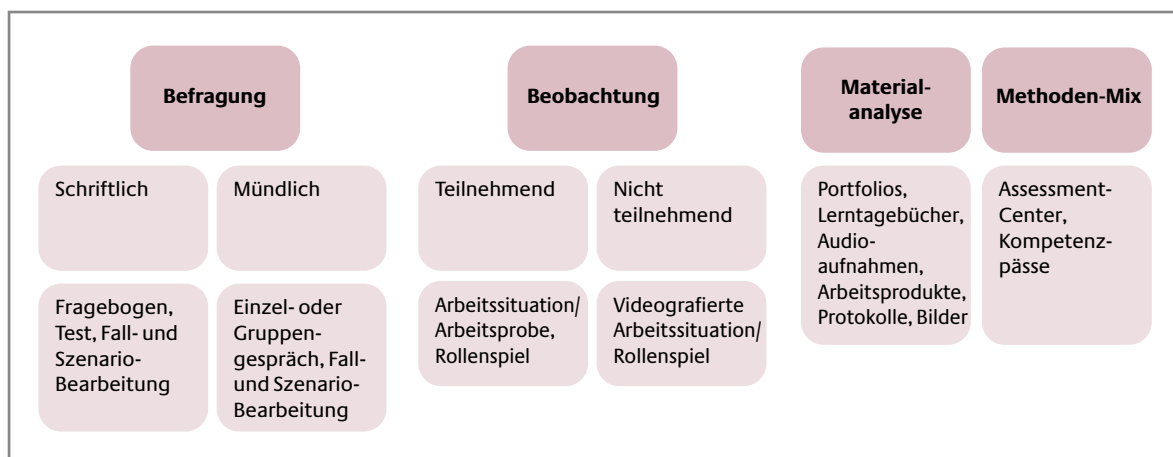 Befragung
Beobachtung
Material-
analyse
Methoden-Mix
Schriftlich
Mündlich
Teilnehmend
Nicht
teilnehmend
Portfolios,
Lerntagebücher,
Audio-
aufnahmen,
Arbeitsprodukte,
Protokolle, Bilder
Assessment-
Center,
Kompetenz-
pässe
Fragebogen,
Test, Fall- und
Szenario-
Bearbeitung
Einzel- oder
Gruppen-
gespräch, Fall-
und Szenario-
Bearbeitung
Arbeitssituation/
Arbeitsprobe,
Rollenspiel
Videografierte
Arbeitssituation/
Rollenspiel